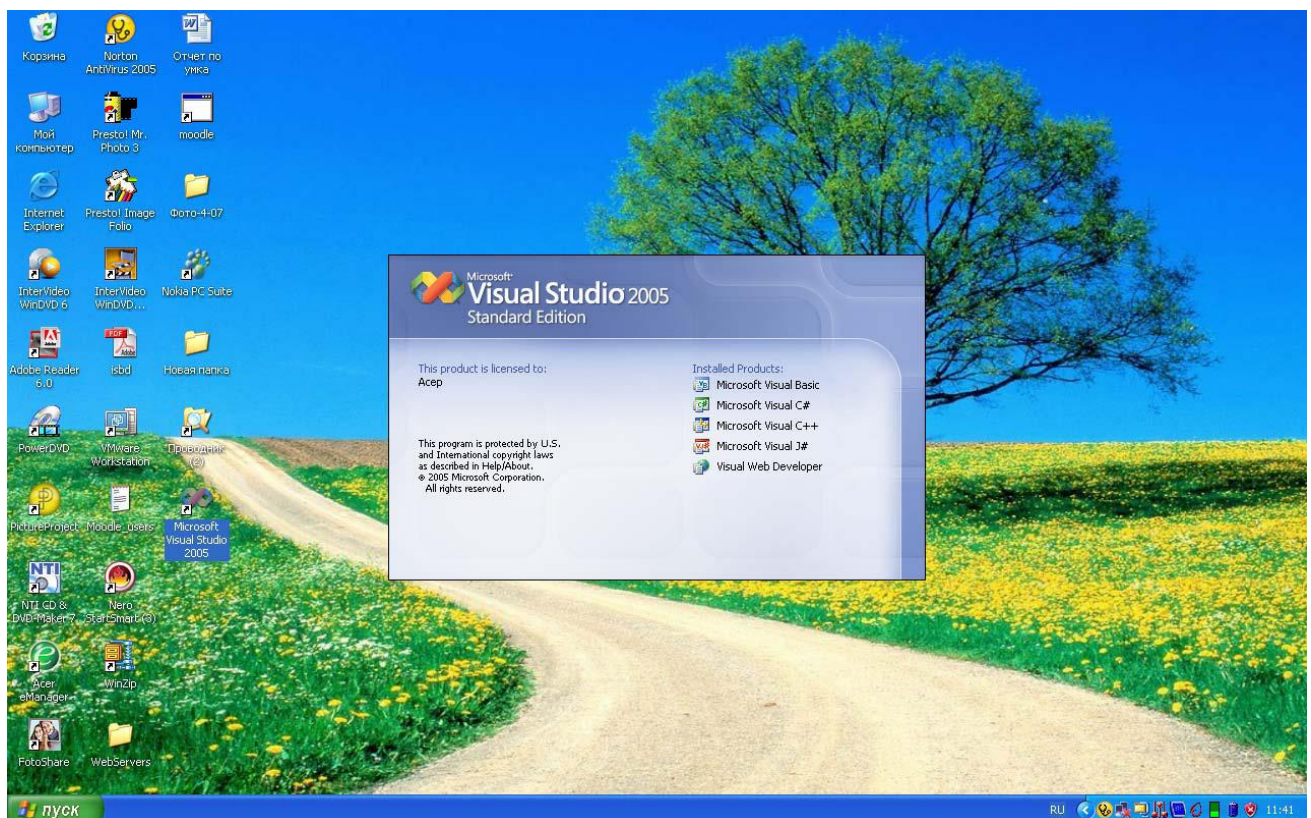 Корзина
Norton
AntiVirus 2005
Отчет по
умка
Мой
компьютер
Presto! Mr.
Photo 3
moodle
Internet
Explorer
Presto! Image
Folio
Фото-4-07
InterVideo
WinDVD 6
InterVideo
WinDVD...
Nokia PC Suite
Adobe Reader
6.0
isbd
Новая папка
PowerDVD
VMware
Workstation
Проводник
(2)
PictureProject
Moodle_users
Microsoft
Visual Studio
2005
NTI CD &
DVD-Maker 7
Nero
StartSmart (3)
Acer
eManager
WinZip
FotoShare
WebServers
Microsoft
Visual Studio 2005
Standard Edition
This product is licensed to:
Асер
This program is protected by U.S.
and International copyright laws
as described in Help/About.
© 2005 Microsoft Corporation.
All rights reserved.
Installed Products:
Microsoft Visual Basic
Microsoft Visual C#
Microsoft Visual C++
Microsoft Visual J#
Visual Web Developer
пуск
RU
11:41